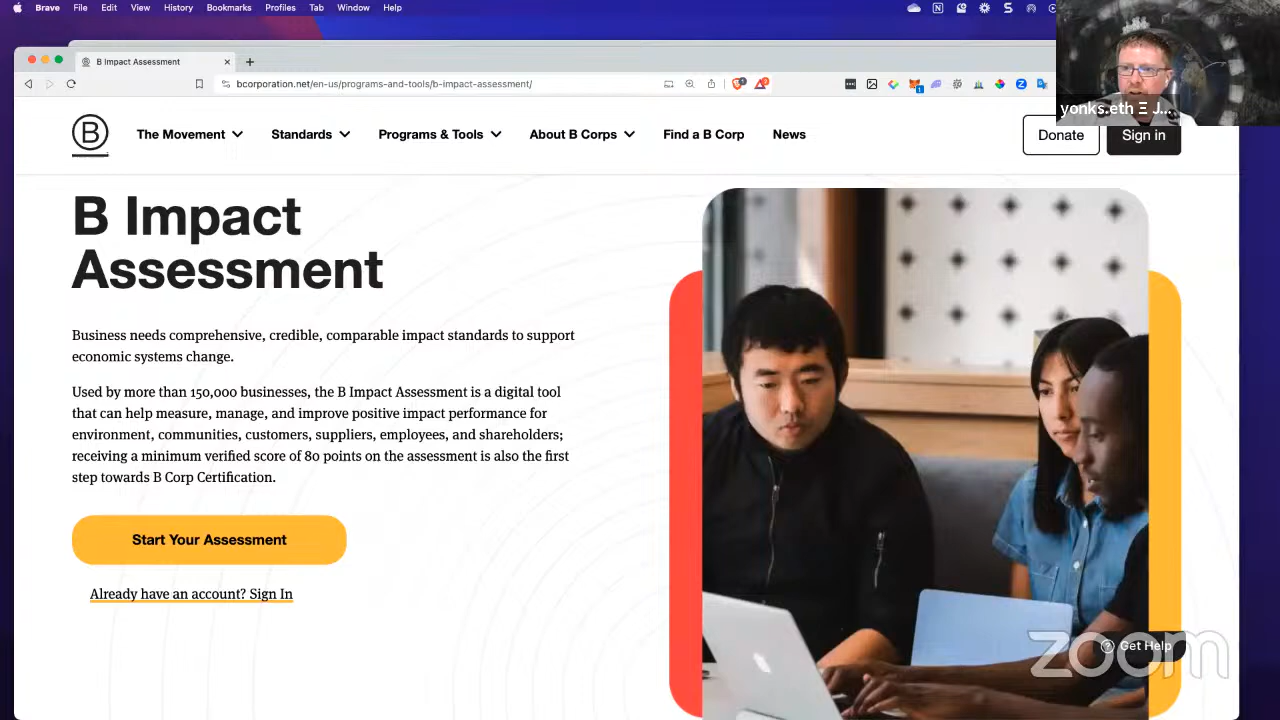 Brave File Edit View History Bookmarks Profiles Tab Window Help
B Impact Assessment
bcorporation.net/en-us/programs-and-tools/b-impact-assessment/
yonks.eth Ξ J...
B
The Movement Standards Programs & Tools About B Corps Find a B Corp News
Donate Sign in
B Impact
Assessment
Business needs comprehensive, credible, comparable impact standards to support
economic systems change.
Used by more than 150,000 businesses, the B Impact Assessment is a digital tool
that can help measure, manage, and improve positive impact performance for
environment, communities, customers, suppliers, employees, and shareholders;
receiving a minimum verified score of 80 points on the assessment is also the first
step towards B Corp Certification.
Start Your Assessment
Already have an account? Sign In
Get Help
zoom